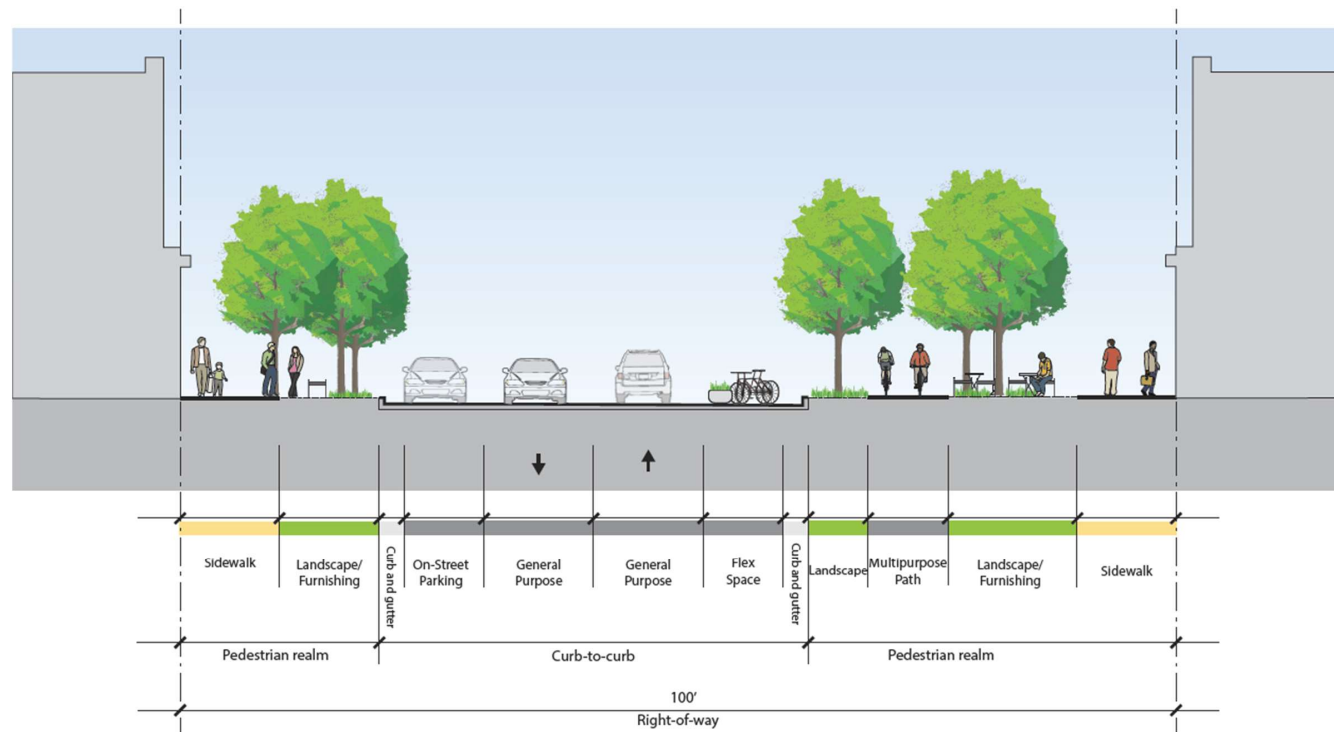 Sidewalk
Landscape/
Furnishing
Curb and gutter
On-Street
Parking
General
Purpose
General
Purpose
Flex
Space
Curb and gutter
Landscape
Multipurpose
Path
Landscape/
Furnishing
Sidewalk
Pedestrian realm
Curb-to-curb
Pedestrian realm
100'
Right-of-way